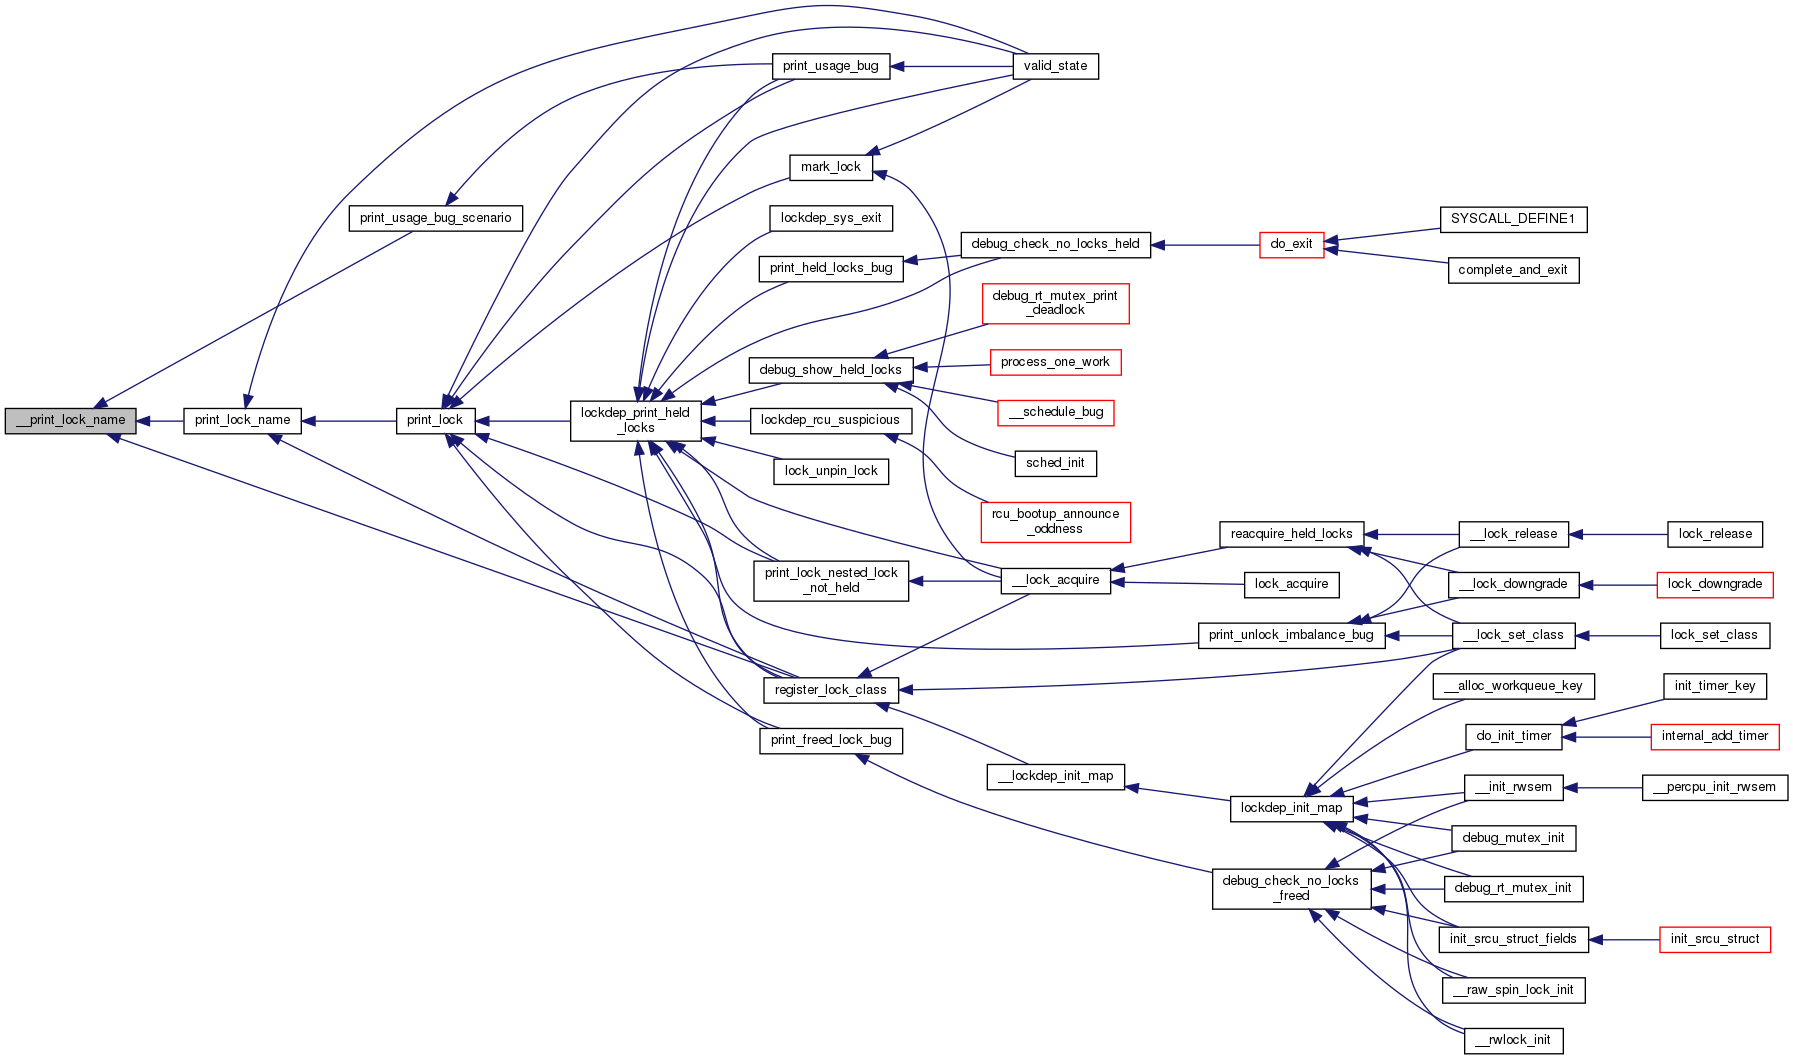 print_usage_bug
valid_state
mark_lock
print_usage_bug_scenario
lockdep_sys_exit
SYSCALL_DEFINE1
debug_check_no_locks_held
do_exit
print_held_locks_bug
complete_and_exit
debug_rt_mutex_print
_deadlock
process_one_work
debug_show_held_locks
__print_lock_name
print_lock_name
print_lock
lockdep_print_held
_locks
lockdep_rcu_suspicious
__schedule_bug
lock_unpin_lock
sched_init
rcu_bootup_announce
_oddness
reacquire_held_locks
__lock_release
lock_release
print_lock_nested_lock
_not_held
__lock_acquire
lock_acquire
__lock_downgrade
lock_downgrade
print_unlock_imbalance_bug
__lock_set_class
lock_set_class
register_lock_class
__alloc_workqueue_key
init_timer_key
print_freed_lock_bug
do_init_timer
internal_add_timer
__lockdep_init_map
lockdep_init_map
__init_rwsem
__percpu_init_rwsem
debug_mutex_init
debug_check_no_locks
_freed
debug_rt_mutex_init
init_srcu_struct_fields
init_srcu_struct
__raw_spin_lock_init
__rwlock_init